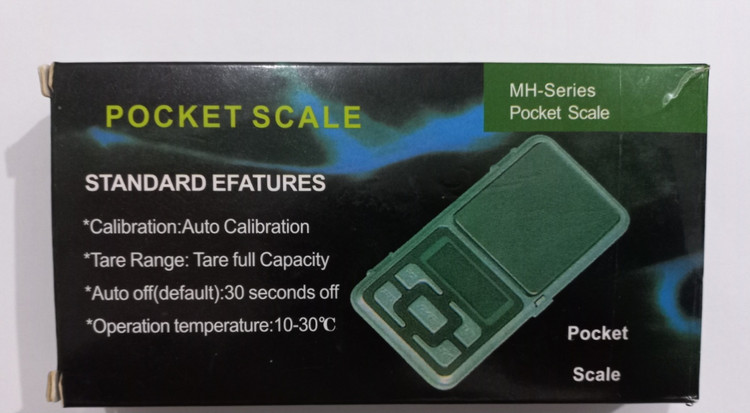 POCKET SCALE
MH-Series
Pocket Scale
STANDARD EFATURES
*Calibration:Auto Calibration
*Tare Range: Tare full Capacity
*Auto off(default):30 seconds off
*Operation temperature:10-30℃
Pocket
Scale